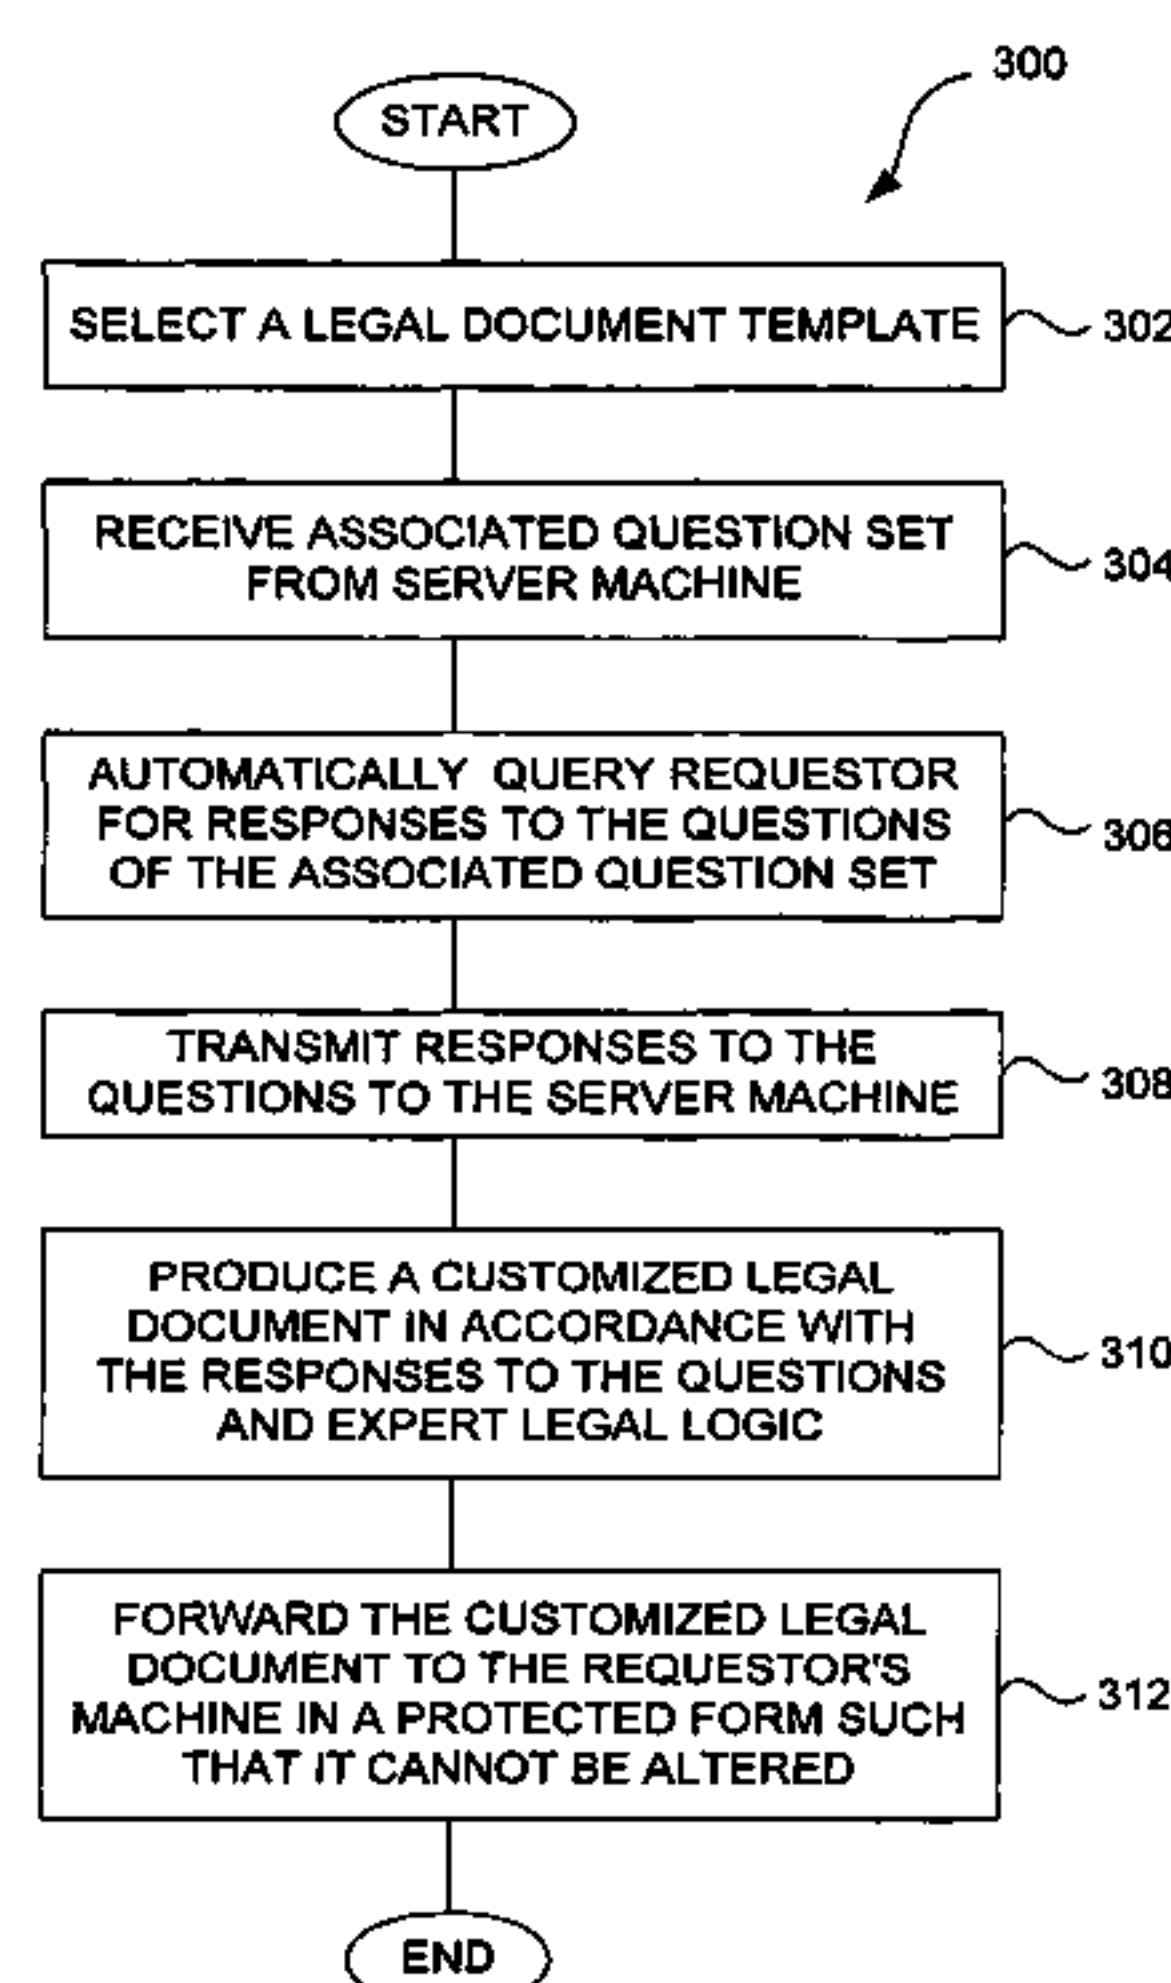 300
START
SELECT A LEGAL DOCUMENT TEMPLATE
302
RECEIVE ASSOCIATED QUESTION SET
FROM SERVER MACHINE
304
AUTOMATICALLY QUERY REQUESTOR
FOR RESPONSES TO THE QUESTIONS
OF THE ASSOCIATED QUESTION SET
306
TRANSMIT RESPONSES TO THE
QUESTIONS TO THE SERVER MACHINE
308
PRODUCE A CUSTOMIZED LEGAL
DOCUMENT IN ACCORDANCE WITH
THE RESPONSES TO THE QUESTIONS
AND EXPERT LEGAL LOGIC
310
FORWARD THE CUSTOMIZED LEGAL
DOCUMENT TO THE REQUESTOR'S
MACHINE IN A PROTECTED FORM SUCH
THAT IT CANNOT BE ALTERED
312
END